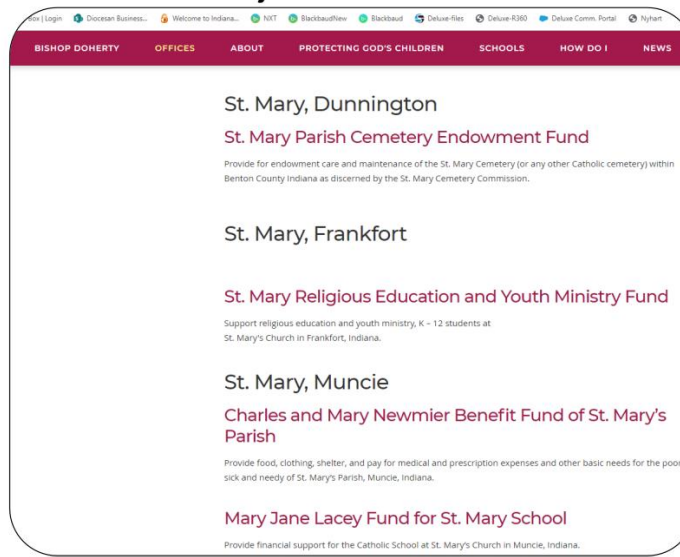 Box | Login Diocesan Business... Welcome to Indiana... NXT BlackbaudNew Blackbaud Deluxe-files Deluxe-R360 Deluxe Comm. Portal Nyhart
BISHOP DOHERTY OFFICES ABOUT PROTECTING GOD'S CHILDREN SCHOOLS HOW DO I NEWS
St. Mary, Dunnington
St. Mary Parish Cemetery Endowment Fund
Provide for endowment care and maintenance of the St. Mary Cemetery (or any other Catholic cemetery) within
Benton County Indiana as discerned by the St. Mary Cemetery Commission.
St. Mary, Frankfort
St. Mary Religious Education and Youth Ministry Fund
Support religious education and youth ministry, K – 12 students at
St. Mary's Church in Frankfort, Indiana.
St. Mary, Muncie
Charles and Mary Newmier Benefit Fund of St. Mary's
Parish
Provide food, clothing, shelter, and pay for medical and prescription expenses and other basic needs for the poor
sick and needy of St. Mary's Parish, Muncie, Indiana.
Mary Jane Lacey Fund for St. Mary School
Provide financial support for the Catholic School at St. Mary's Church in Muncie, Indiana.